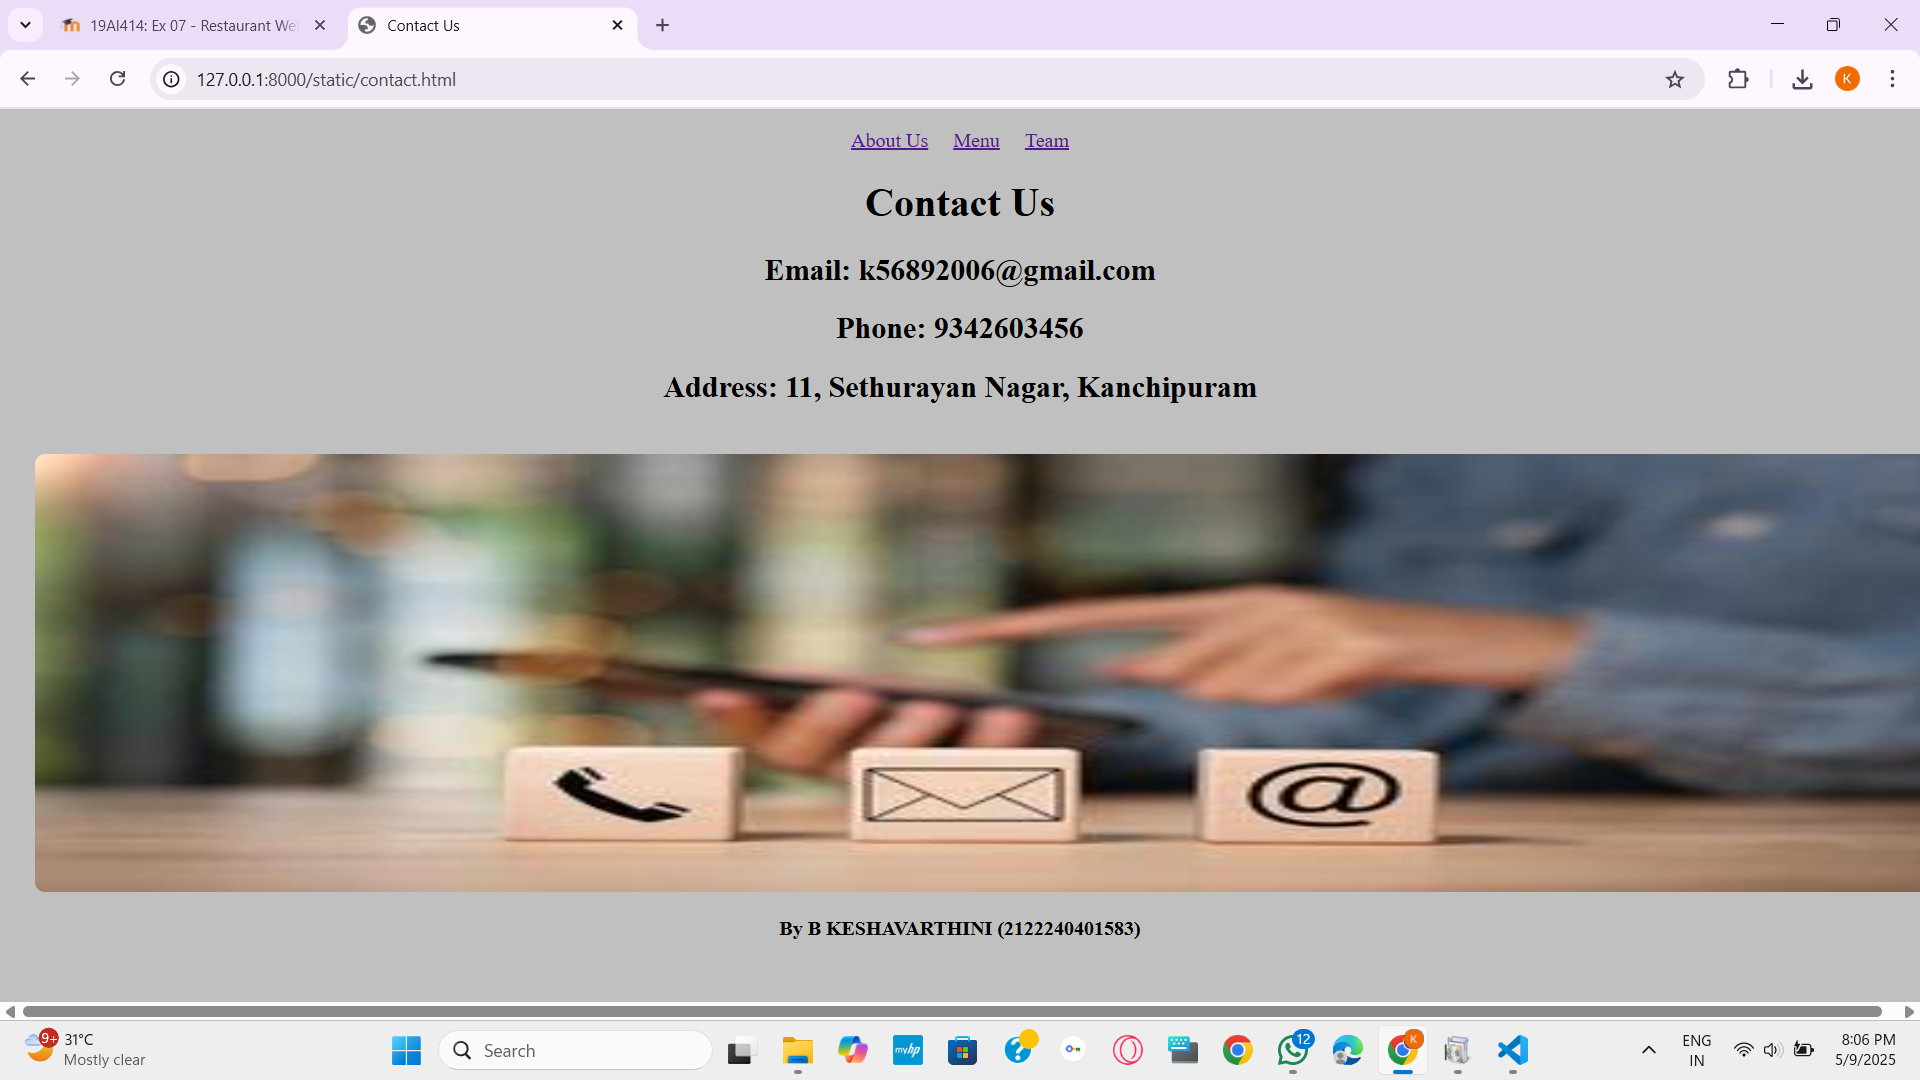 19AI414: Ex 07 - Restaurant We
Contact Us
127.0.0.1:8000/static/contact.html
K
About Us Menu Team
Contact Us
Email: k56892006@gmail.com
Phone: 9342603456
Address: 11, Sethurayan Nagar, Kanchipuram
@
By B KESHAVARTHINI (2122240401583)
9+
31°C
Mostly clear
Search
myhp
12
K
ENG
IN
8:06 PM
5/9/2025